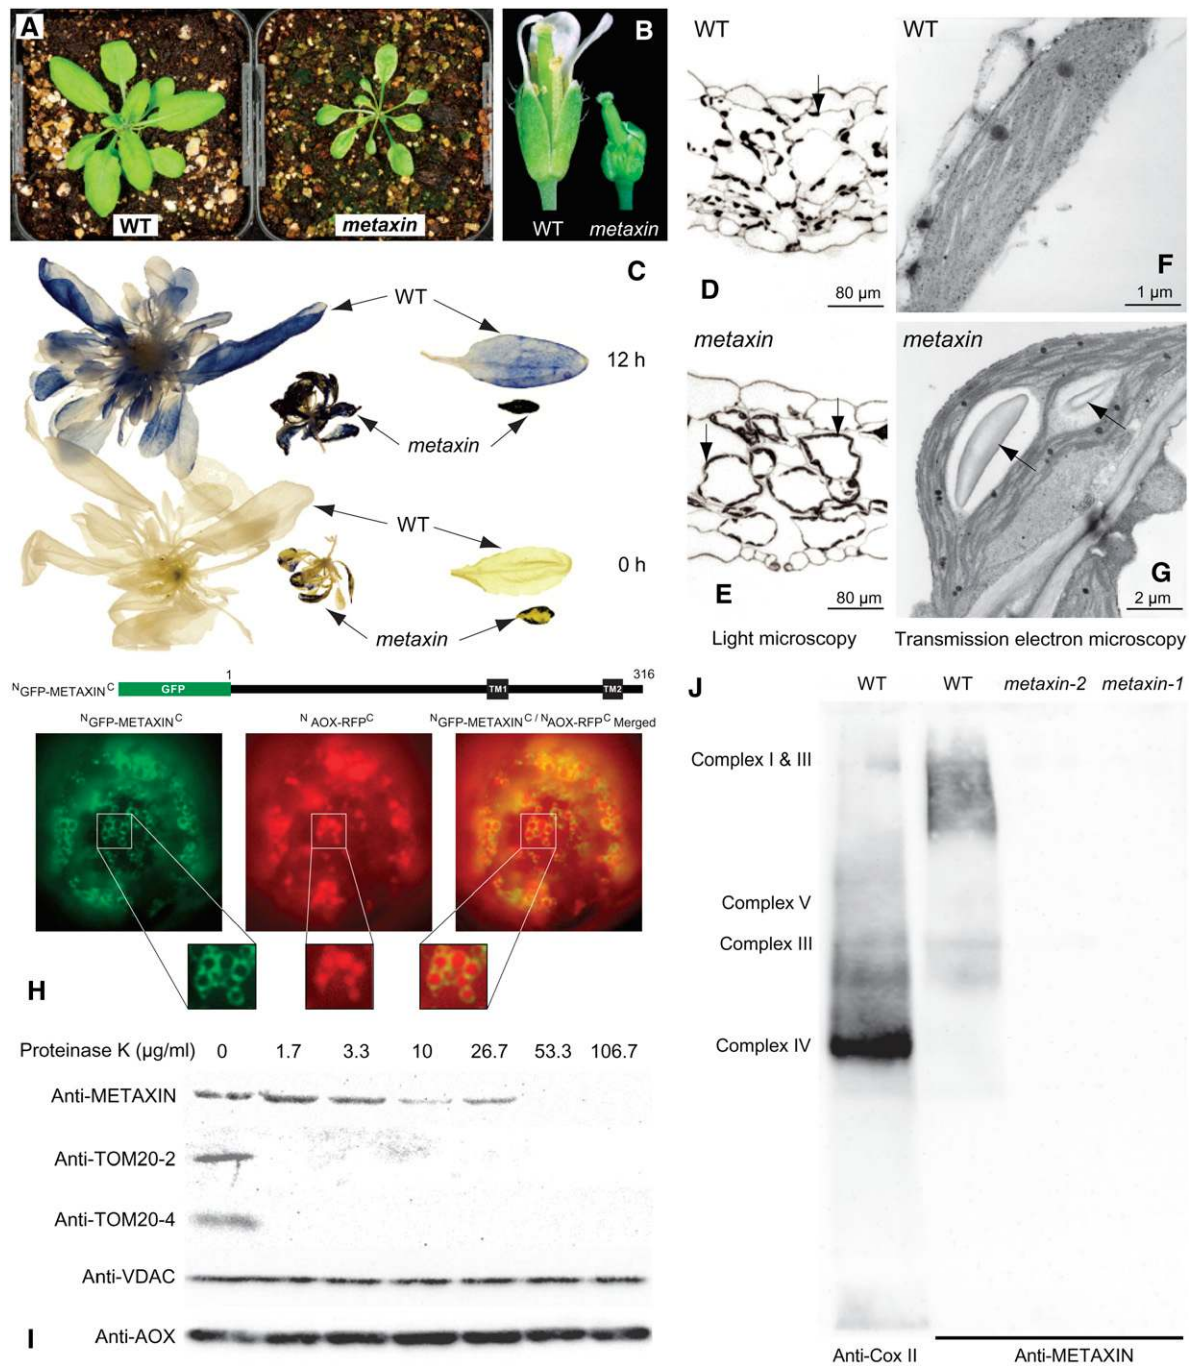 A
WT
metaxin
B
WT
metaxin
C
WT
12 h
metaxin
WT
0 h
metaxin
WT
D
80 µm
metaxin
E
80 µm
Light microscopy
WT
F
1 µm
metaxin
G
2 µm
Transmission electron microscopy
1
316
NGFP-METAXINC
GFP
TM1
TM2
NGFP-METAXINC
N AOX-RFPC
NGFP-METAXINC / NAOX-RFPC Merged
H
Proteinase K (µg/ml) 0 1.7 3.3 10 26.7 53.3 106.7
Anti-METAXIN
Anti-TOM20-2
Anti-TOM20-4
Anti-VDAC
I
Anti-AOX
J
WT WT metaxin-2 metaxin-1
Complex I & III
Complex V
Complex III
Complex IV
Anti-Cox II
Anti-METAXIN